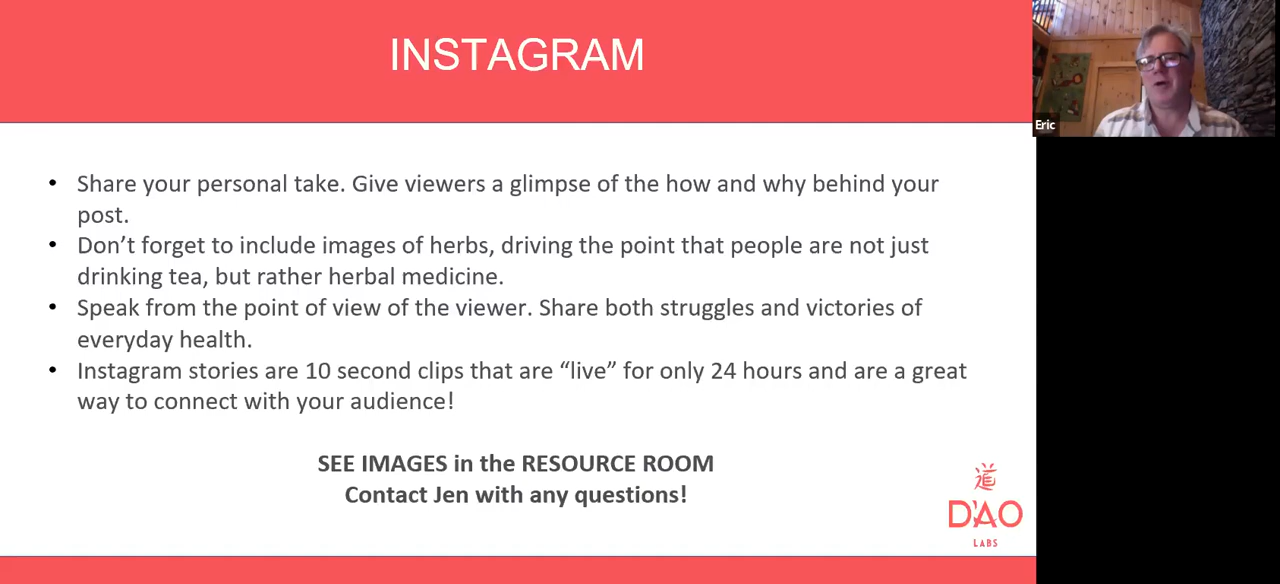 INSTAGRAM
Eric
• Share your personal take. Give viewers a glimpse of the how and why behind your
post.
• Don’t forget to include images of herbs, driving the point that people are not just
drinking tea, but rather herbal medicine.
• Speak from the point of view of the viewer. Share both struggles and victories of
everyday health.
• Instagram stories are 10 second clips that are “live” for only 24 hours and are a great
way to connect with your audience!
SEE IMAGES in the RESOURCE ROOM
Contact Jen with any questions!
道
D'AO
LABS